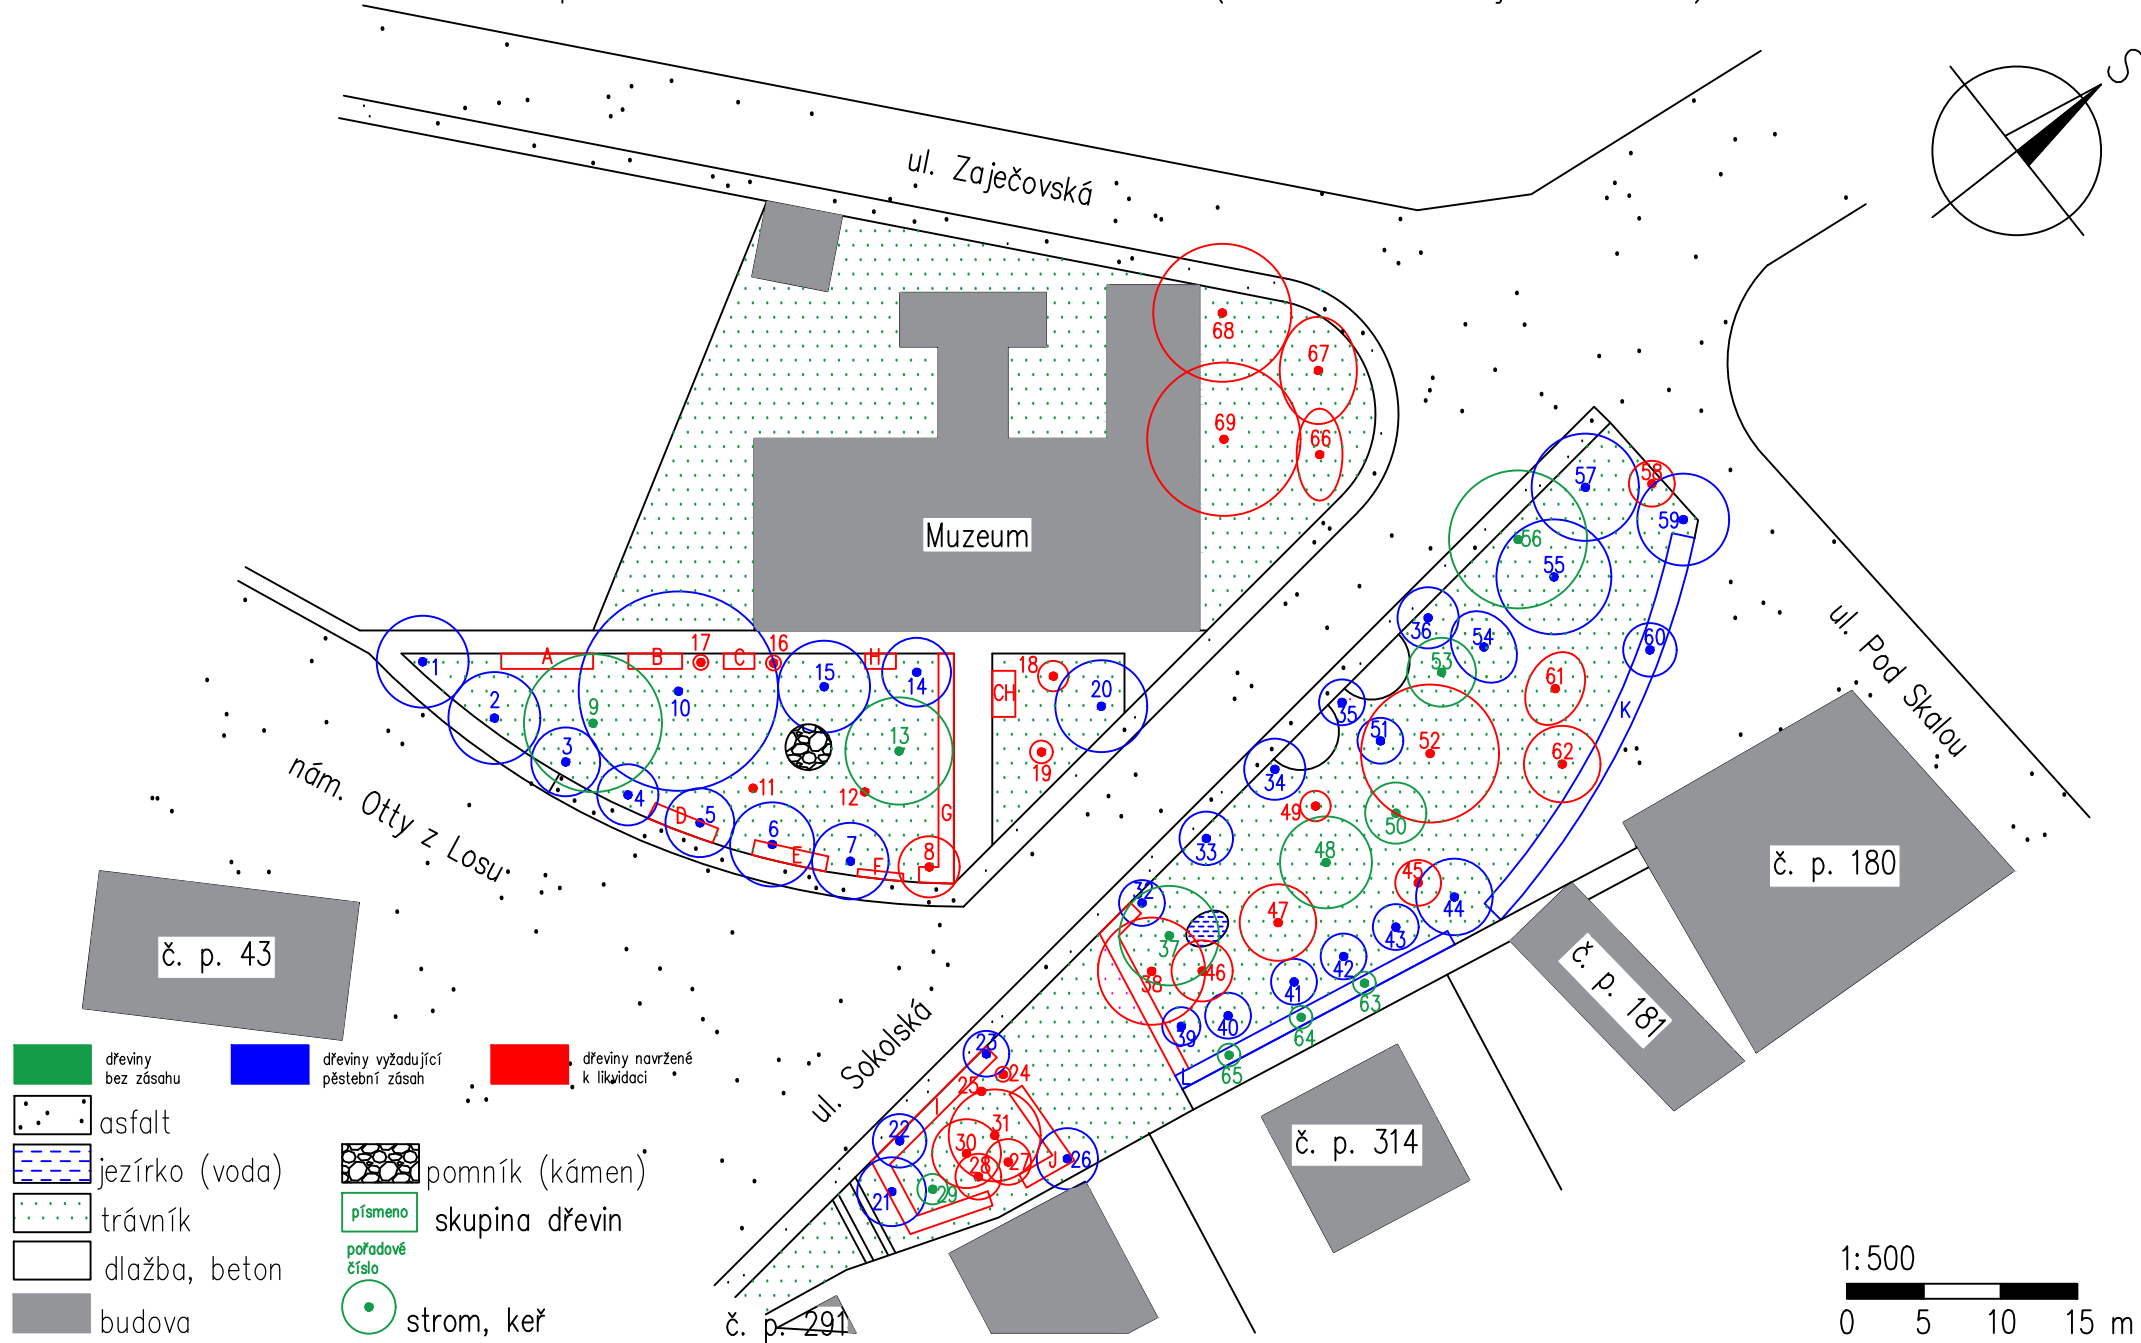 S
ul. Zaječovská
68
67
69
66
Muzeum
57
58
59
56
55
36
54
60
53
61
ul. Pod Skalou
17
16
18
A
B
C
H
15
14
1
CH
20
2
9
10
13
35
51
52
62
K
3
19
34
4
11
12
49
50
nám. Otty z Losu
D
5
6
E
7
F
8
G
33
48
č. p. 180
45
32
47
44
37
43
č. p. 43
38
46
42
č. p. 181
41
63
ul. Sokolská
39
40
64
23
L
65
24
25
I
22
31
30
č. p. 314
28
27
J
26
21
29
dřeviny
bez zásahu
dřeviny vyžadující
pěstební zásah
dřeviny navržené
k likvidaci
asfalt
jezírko (voda)
pomník (kámen)
trávník
písmeno
skupina dřevin
dlažba, beton
pořadové
číslo
budova
strom, keř
č. p. 291
1:500
0 5 10 15 m